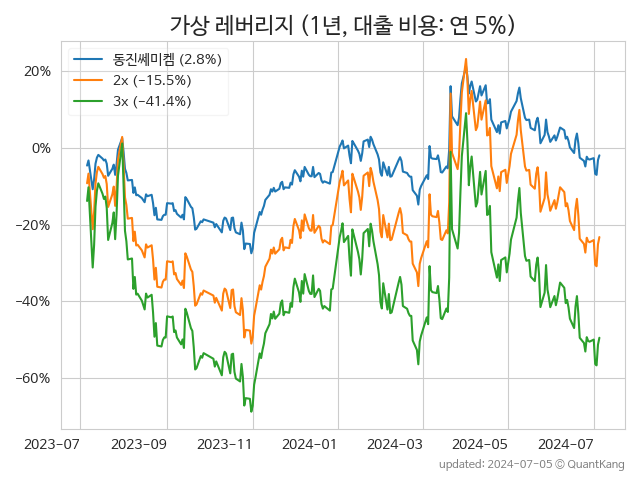 가상 레버리지 (1년, 대출 비용: 연 5%)
동진쎄미켐 (2.8%)
2x (−15.5%)
3x (−41.4%)
20%
0%
−20%
−40%
−60%
2023-07 2023-09 2023-11 2024-01 2024-03 2024-05 2024-07
updated: 2024-07-05 © QuantKang